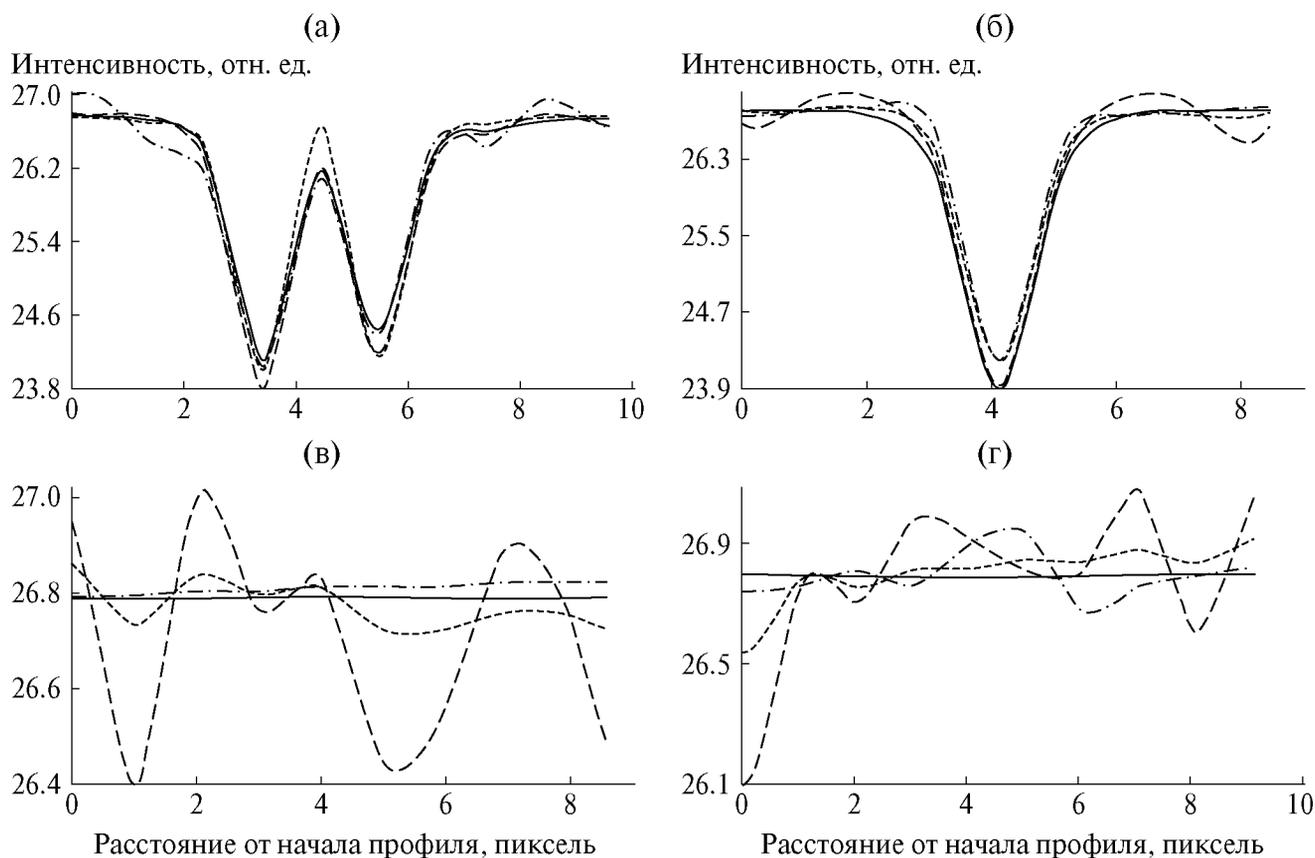 (а)
Интенсивность, отн. ед.
27.0
26.2
25.4
24.6
23.8
0 2 4 6 8 10
(б)
Интенсивность, отн. ед.
26.3
25.5
24.7
23.9
0 2 4 6 8
(в)
27.0
26.8
26.6
26.4
0 2 4 6 8
Расстояние от начала профиля, пиксель
(г)
26.9
26.5
26.1
0 2 4 6 8 10
Расстояние от начала профиля, пиксель